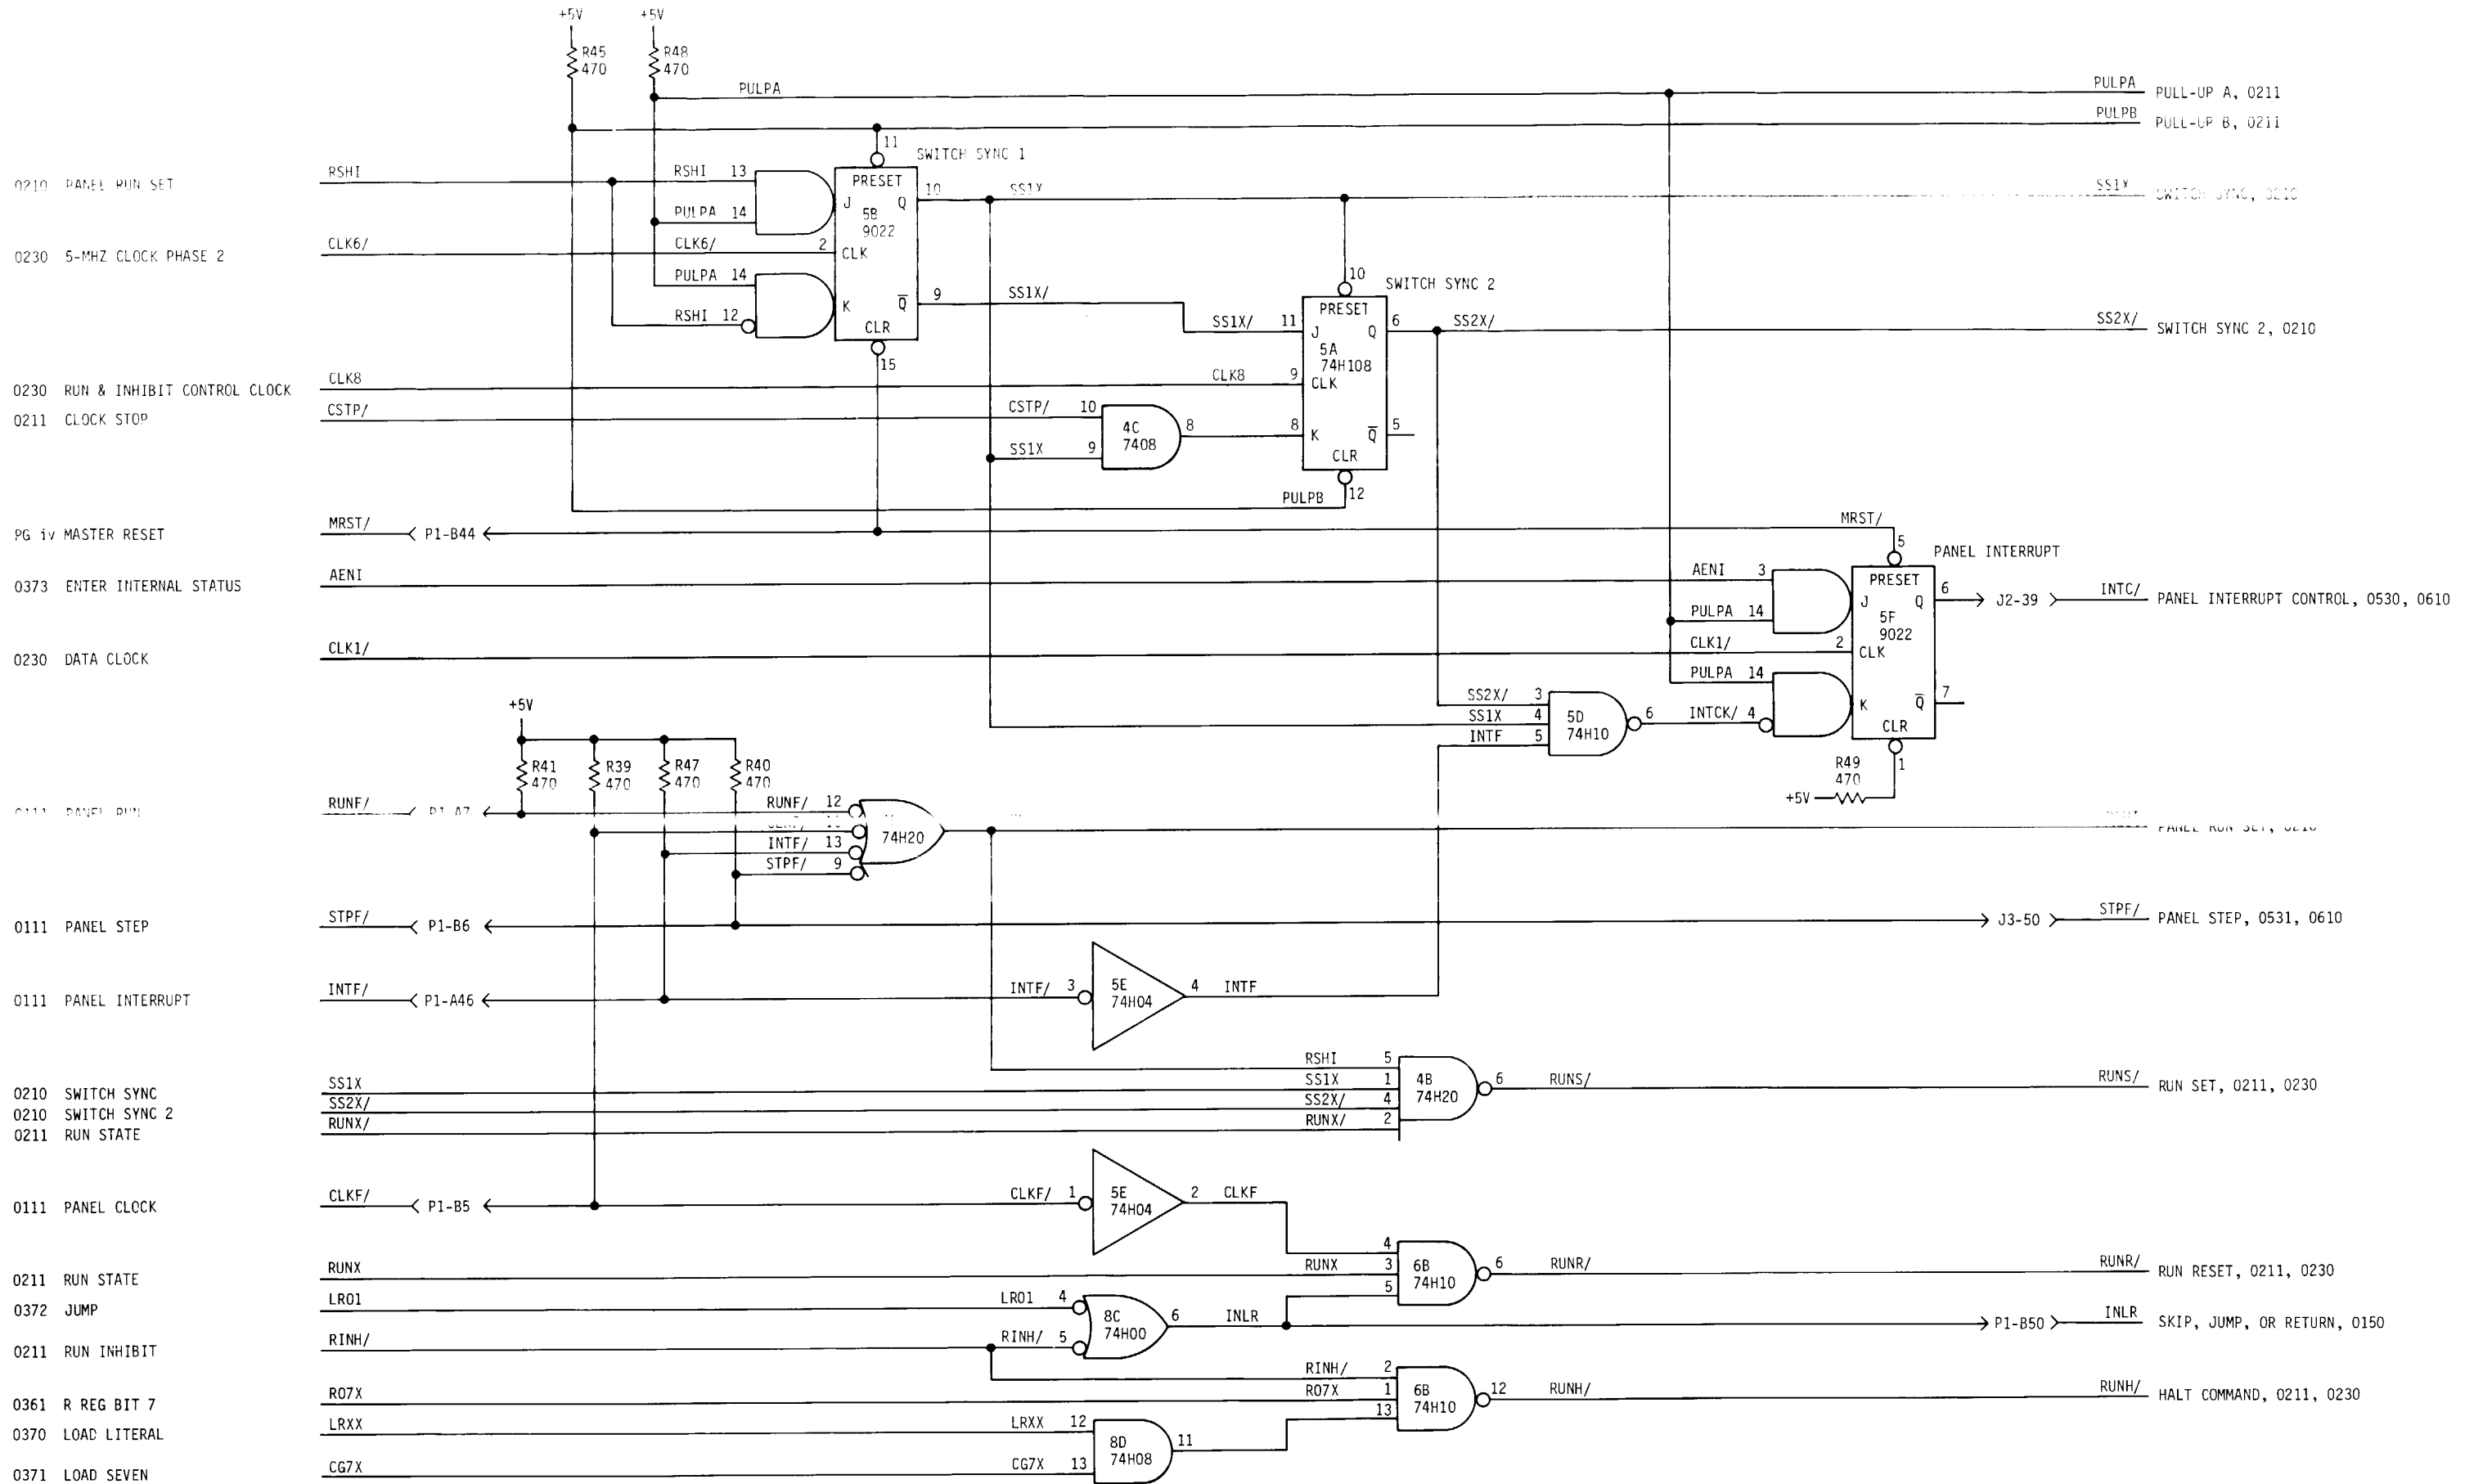 +5V +5V
R45
470
R48
470
PULPA
PULPA PULL-UP A, 0211
PULPB PULL-UP B, 0211
11 SWITCH SYNC 1
0210 PANEL RUN SET RSHI RSHI 13
PRESET
J Q
5B
9022
10 SS1X SS1X SWITCH SYNC, 0210
PULPA 14
0230 5-MHZ CLOCK PHASE 2 CLK6/ CLK6/ 2 CLK
PULPA 14
K Q
9 SS1X/
RSHI 12
CLR
15
10 SWITCH SYNC 2
PRESET
SS1X/ 11 J Q 6 SS2X/ SS2X/ SWITCH SYNC 2, 0210
5A
74H108
0230 RUN & INHIBIT CONTROL CLOCK CLK8 CLK8 9 CLK
0211 CLOCK STOP CSTP/ CSTP/ 10
4C
7408
8 8 K Q 5
SS1X 9
CLR
PULPB 12
PG iv MASTER RESET MRST/ P1-B44 MRST/
5 PANEL INTERRUPT
0373 ENTER INTERNAL STATUS AENI AENI 3
PRESET
J Q 6 J2-39 INTC/ PANEL INTERRUPT CONTROL, 0530, 0610
PULPA 14
5F
9022
0230 DATA CLOCK CLK1/ CLK1/ 2 CLK
PULPA 14
K Q 7
SS2X/ 3
SS1X 4
INTF 5
5D
74H10
6 INTCK/ 4
CLR
1
R49
470
+5V
+5V
R41
470
R39
470
R47
470
R40
470
0111 PANEL RUN RUNF/ P1-A7 RUNF/ 12
INTF/ 13
STPF/ 9
74H20
PANEL RUN SET, 0210
0111 PANEL STEP STPF/ P1-B6 J3-50 STPF/ PANEL STEP, 0531, 0610
0111 PANEL INTERRUPT INTF/ P1-A46 INTF/ 3
5E
74H04
4 INTF
RSHI 5
0210 SWITCH SYNC SS1X SS1X 1
0210 SWITCH SYNC 2 SS2X/ SS2X/ 4
0211 RUN STATE RUNX/ RUNX/ 2
4B
74H20
6 RUNS/ RUNS/ RUN SET, 0211, 0230
0111 PANEL CLOCK CLKF/ P1-B5 CLKF/ 1
5E
74H04
2 CLKF
4
0211 RUN STATE RUNX RUNX 3
5
6B
74H10
6 RUNR/ RUNR/ RUN RESET, 0211, 0230
0372 JUMP LR01 LR01 4
0211 RUN INHIBIT RINH/ RINH/ 5
8C
74H00
6 INLR P1-B50 INLR SKIP, JUMP, OR RETURN, 0150
RINH/ 2
0361 R REG BIT 7 R07X R07X 1
13
6B
74H10
12 RUNH/ RUNH/ HALT COMMAND, 0211, 0230
0370 LOAD LITERAL LRXX LRXX 12
0371 LOAD SEVEN CG7X CG7X 13
8D
74H08
11